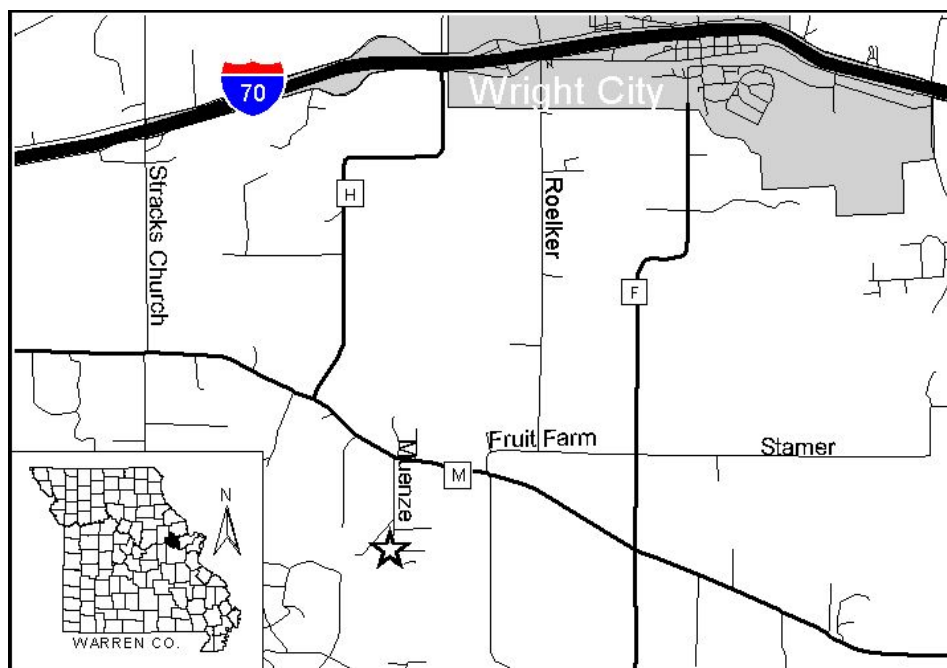 70
Wright City
H
Stracks Church
Roelker
F
Fruit Farm
Stamer
Muenze
M
N
WARREN CO.